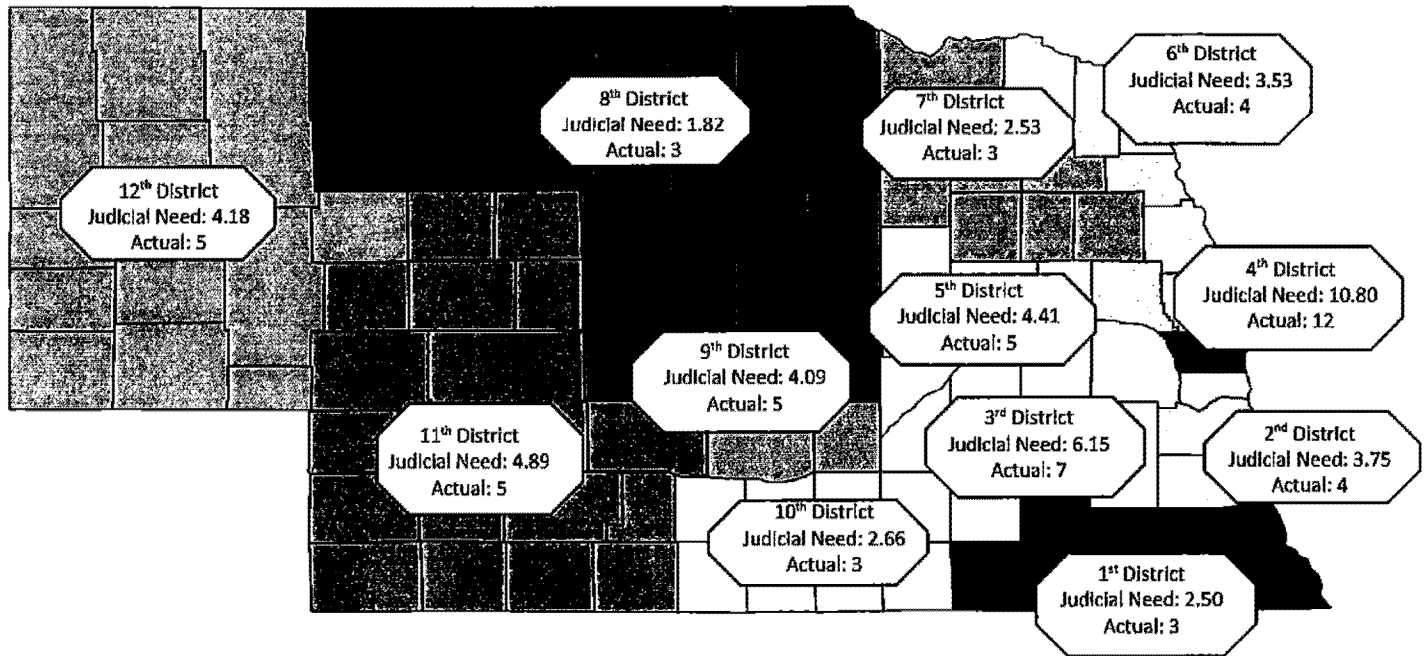 6th District
Judicial Need: 3.53
Actual: 4
8th District
Judicial Need: 1.82
Actual: 3
7th District
Judicial Need: 2.53
Actual: 3
12th District
Judicial Need: 4.18
Actual: 5
4th District
Judicial Need: 10.80
Actual: 12
5th District
Judicial Need: 4.41
Actual: 5
9th District
Judicial Need: 4.09
Actual: 5
11th District
Judicial Need: 4.89
Actual: 5
3rd District
Judicial Need: 6.15
Actual: 7
2nd District
Judicial Need: 3.75
Actual: 4
10th District
Judicial Need: 2.66
Actual: 3
1st District
Judicial Need: 2.50
Actual: 3